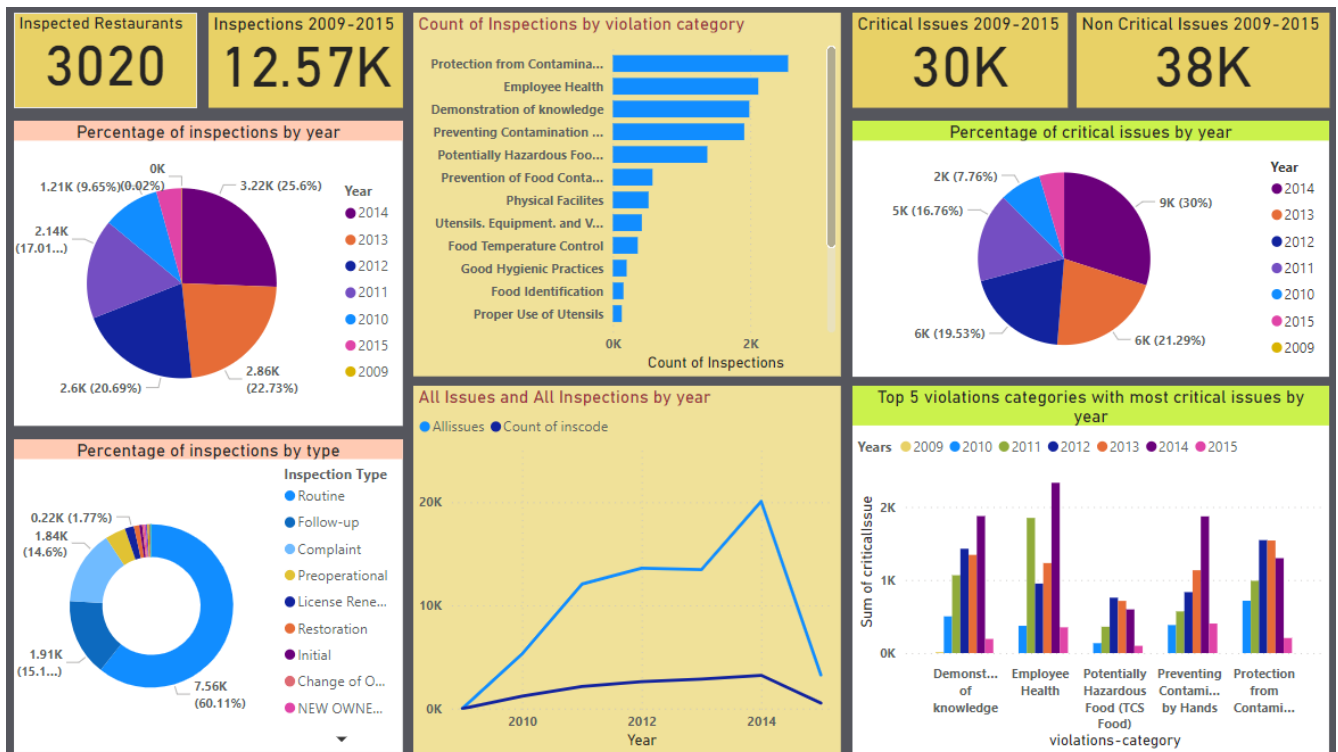 Inspected Restaurants
3020
Inspections 2009-2015
12.57K
Count of Inspections by violation category
Protection from Contamina...
Employee Health
Demonstration of knowledge
Preventing Contamination ...
Potentially Hazardous Foo...
Prevention of Food Conta...
Physical Facilites
Utensils. Equipment. and V...
Food Temperature Control
Good Hygienic Practices
Food Identification
Proper Use of Utensils
0K
2K
Count of Inspections
Critical Issues 2009-2015
30K
Non Critical Issues 2009-2015
38K
Percentage of inspections by year
0K
(0.02%)
1.21K (9.65%)
3.22K (25.6%)
2.14K
(17.01...)
2.6K (20.69%)
2.86K
(22.73%)
Year
2014
2013
2012
2011
2010
2015
2009
Percentage of critical issues by year
2K (7.76%)
9K (30%)
5K (16.76%)
6K (19.53%)
6K (21.29%)
Year
2014
2013
2012
2011
2010
2015
2009
Percentage of inspections by type
0.22K (1.77%)
1.84K
(14.6%)
1.91K
(15.1...)
7.56K
(60.11%)
Inspection Type
Routine
Follow-up
Complaint
Preoperational
License Rene...
Restoration
Initial
Change of O...
NEW OWNE...
All Issues and All Inspections by year
Allissues
Count of inscode
20K
10K
0K
2010
2012
2014
Year
Top 5 violations categories with most critical issues by
year
Years
2009
2010
2011
2012
2013
2014
2015
Sum of criticalIssue
2K
1K
0K
Demonst...
of
knowledge
Employee
Health
Potentially
Hazardous
Food (TCS
Food)
Preventing
Contami...
by Hands
Protection
from
Contami...
violations-category